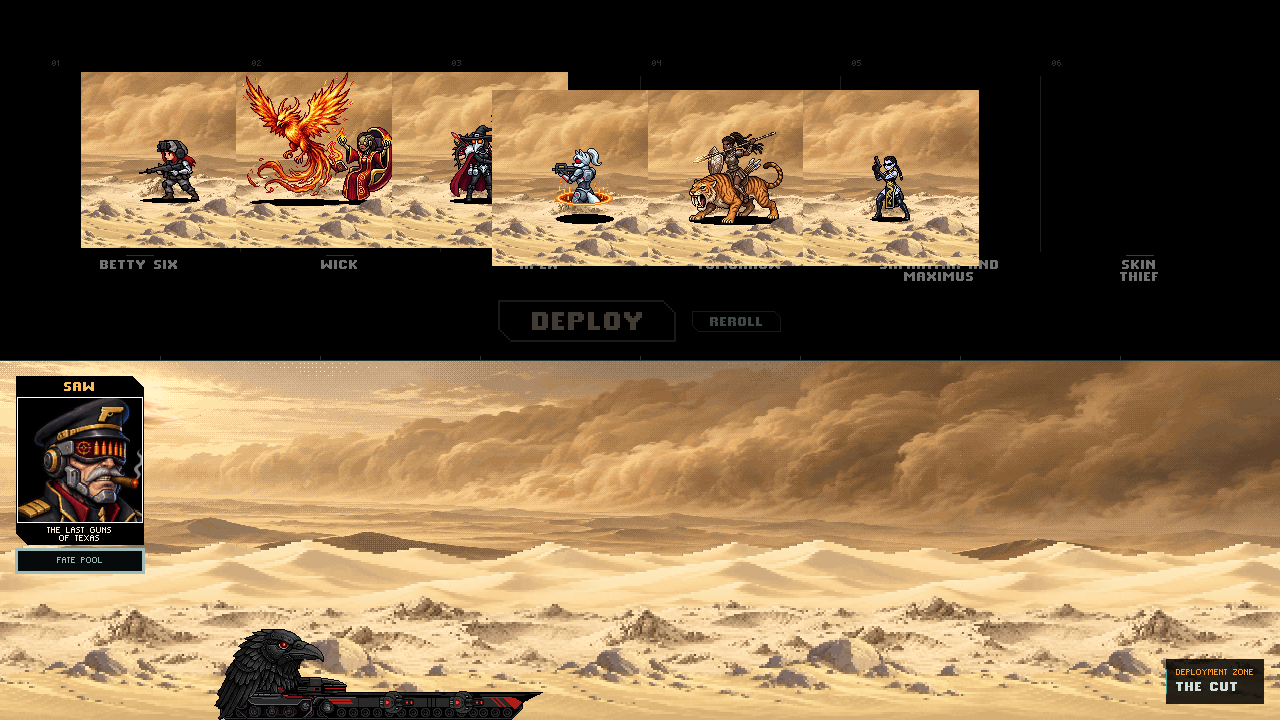 01
02
03
04
05
06
BETTY SIX
WICK
SKIN
THIEF
MAXIMUS
DEPLOY
REROLL
SAW
THE LAST GUNS
OF TEXAS
FATE POOL
DEPLOYMENT ZONE
THE CUT